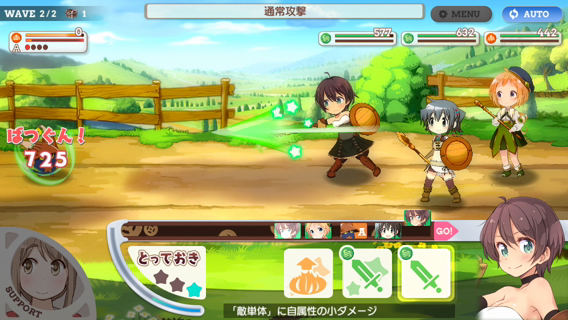 WAVE 2/2 1
通常攻撃
MENU
AUTO
0
A
577
632
442
ばつぐん！
725
A
GO!
とっておき
SUPPORT
「敵単体」に自属性の小ダメージ